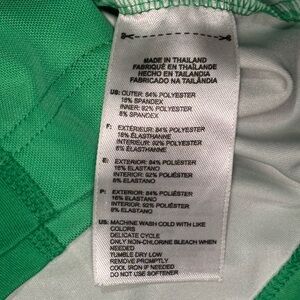 MADE IN THAILAND
FABRIQUÉ EN THAÏLANDE
HECHO EN TAILANDIA
FABRICADO NA TAILÂNDIA
US: OUTER: 84% POLYESTER
16% SPANDEX
INNER: 92% POLYESTER
8% SPANDEX
F: EXTÉRIEUR: 84% POLYESTER
16% ÉLASTHANNE
INTÉRIEUR: 92% POLYESTER
8% ÉLASTHANNE
E: EXTERIOR: 84% POLIÉSTER
16% ELASTANO
INTERIOR: 92% POLIÉSTER
8% ELASTANO
P: EXTERIOR: 84% POLIÉSTER
16% ELASTANO
INTERIOR: 92% POLIÉSTER
8% ELASTANO
US: MACHINE WASH COLD WITH LIKE
COLORS
DELICATE CYCLE
ONLY NON-CHLORINE BLEACH WHEN
NEEDED
TUMBLE DRY LOW
REMOVE PROMPTLY
COOL IRON IF NEEDED
DO NOT USE SOFTENER